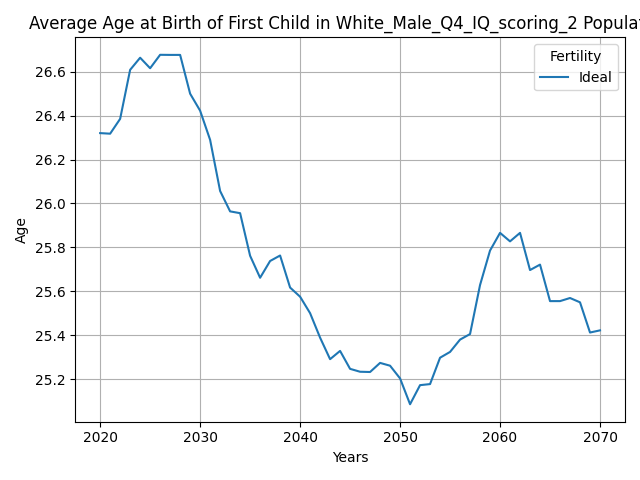 Average Age at Birth of First Child in White_Male_Q4_IQ_scoring_2 Populat
Fertility
Ideal
26.6
26.4
26.2
26.0
25.8
25.6
25.4
25.2
Age
2020 2030 2040 2050 2060 2070
Years